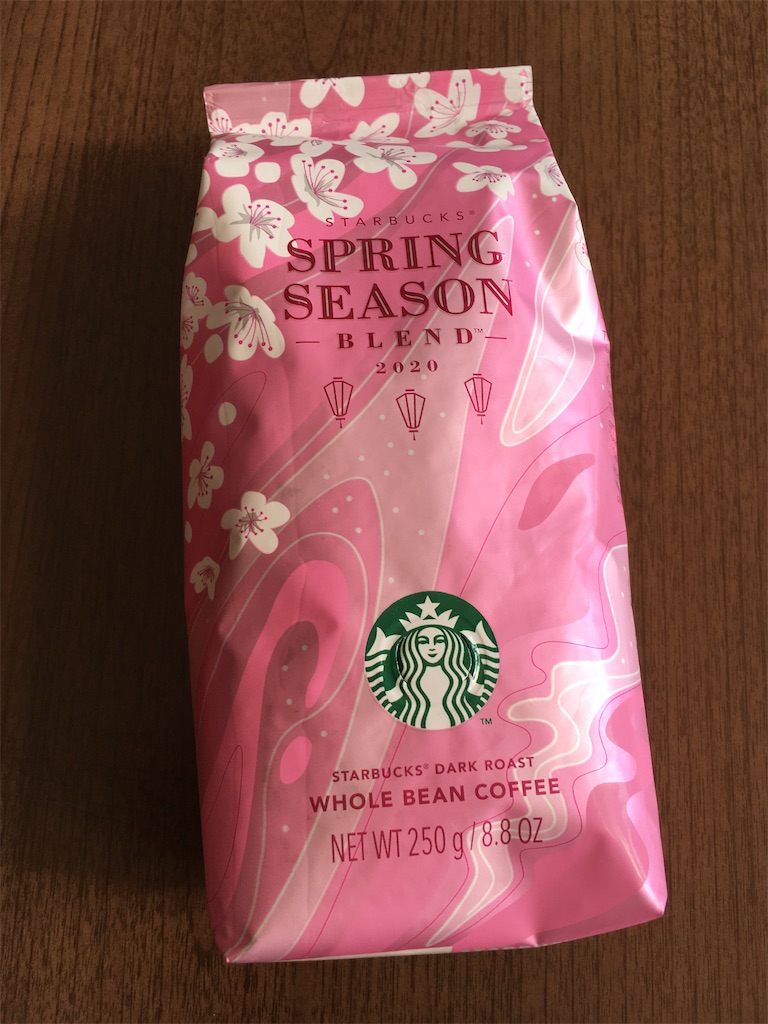 STARBUCKS®
SPRING
SEASON
BLEND™
2020
TM
STARBUCKS® DARK ROAST
WHOLE BEAN COFFEE
NET WT 250 g / 8.8 OZ